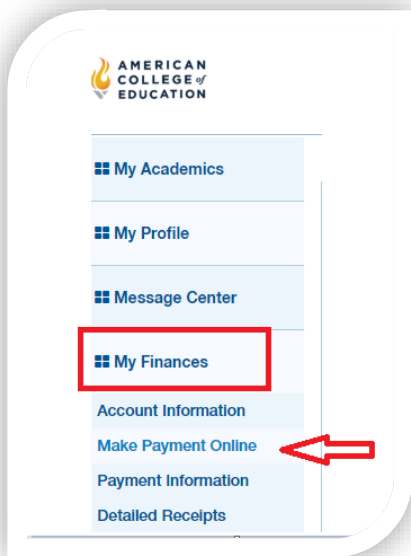 AMERICAN
COLLEGE of
EDUCATION
My Academics
My Profile
Message Center
My Finances
Account Information
Make Payment Online
Payment Information
Detailed Receipts